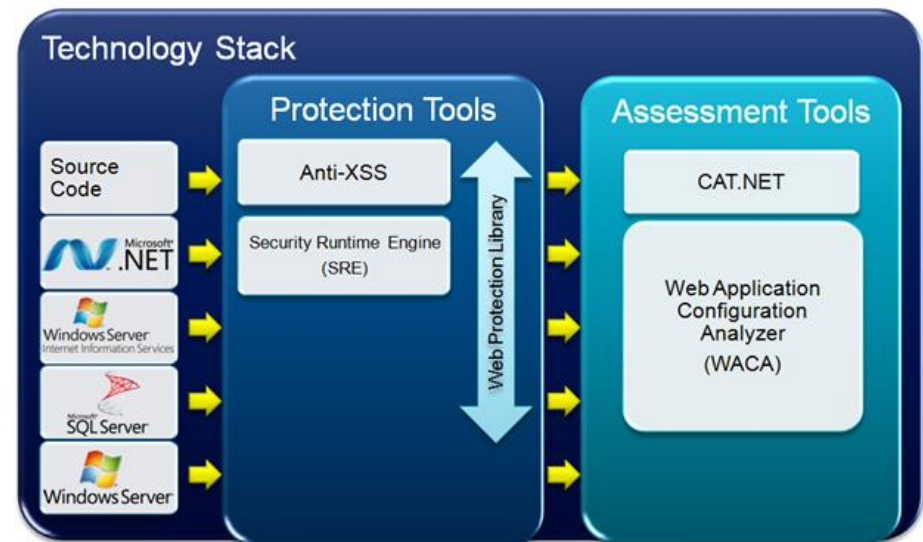 Technology Stack
Protection Tools
Assessment Tools
Source
Code
Anti-XSS
CAT.NET
Microsoft
.NET
Security Runtime Engine
(SRE)
Web Protection Library
Web Application
Configuration
Analyzer
(WACA)
Windows Server
Internet Information Services
Microsoft
SQL Server
Windows Server